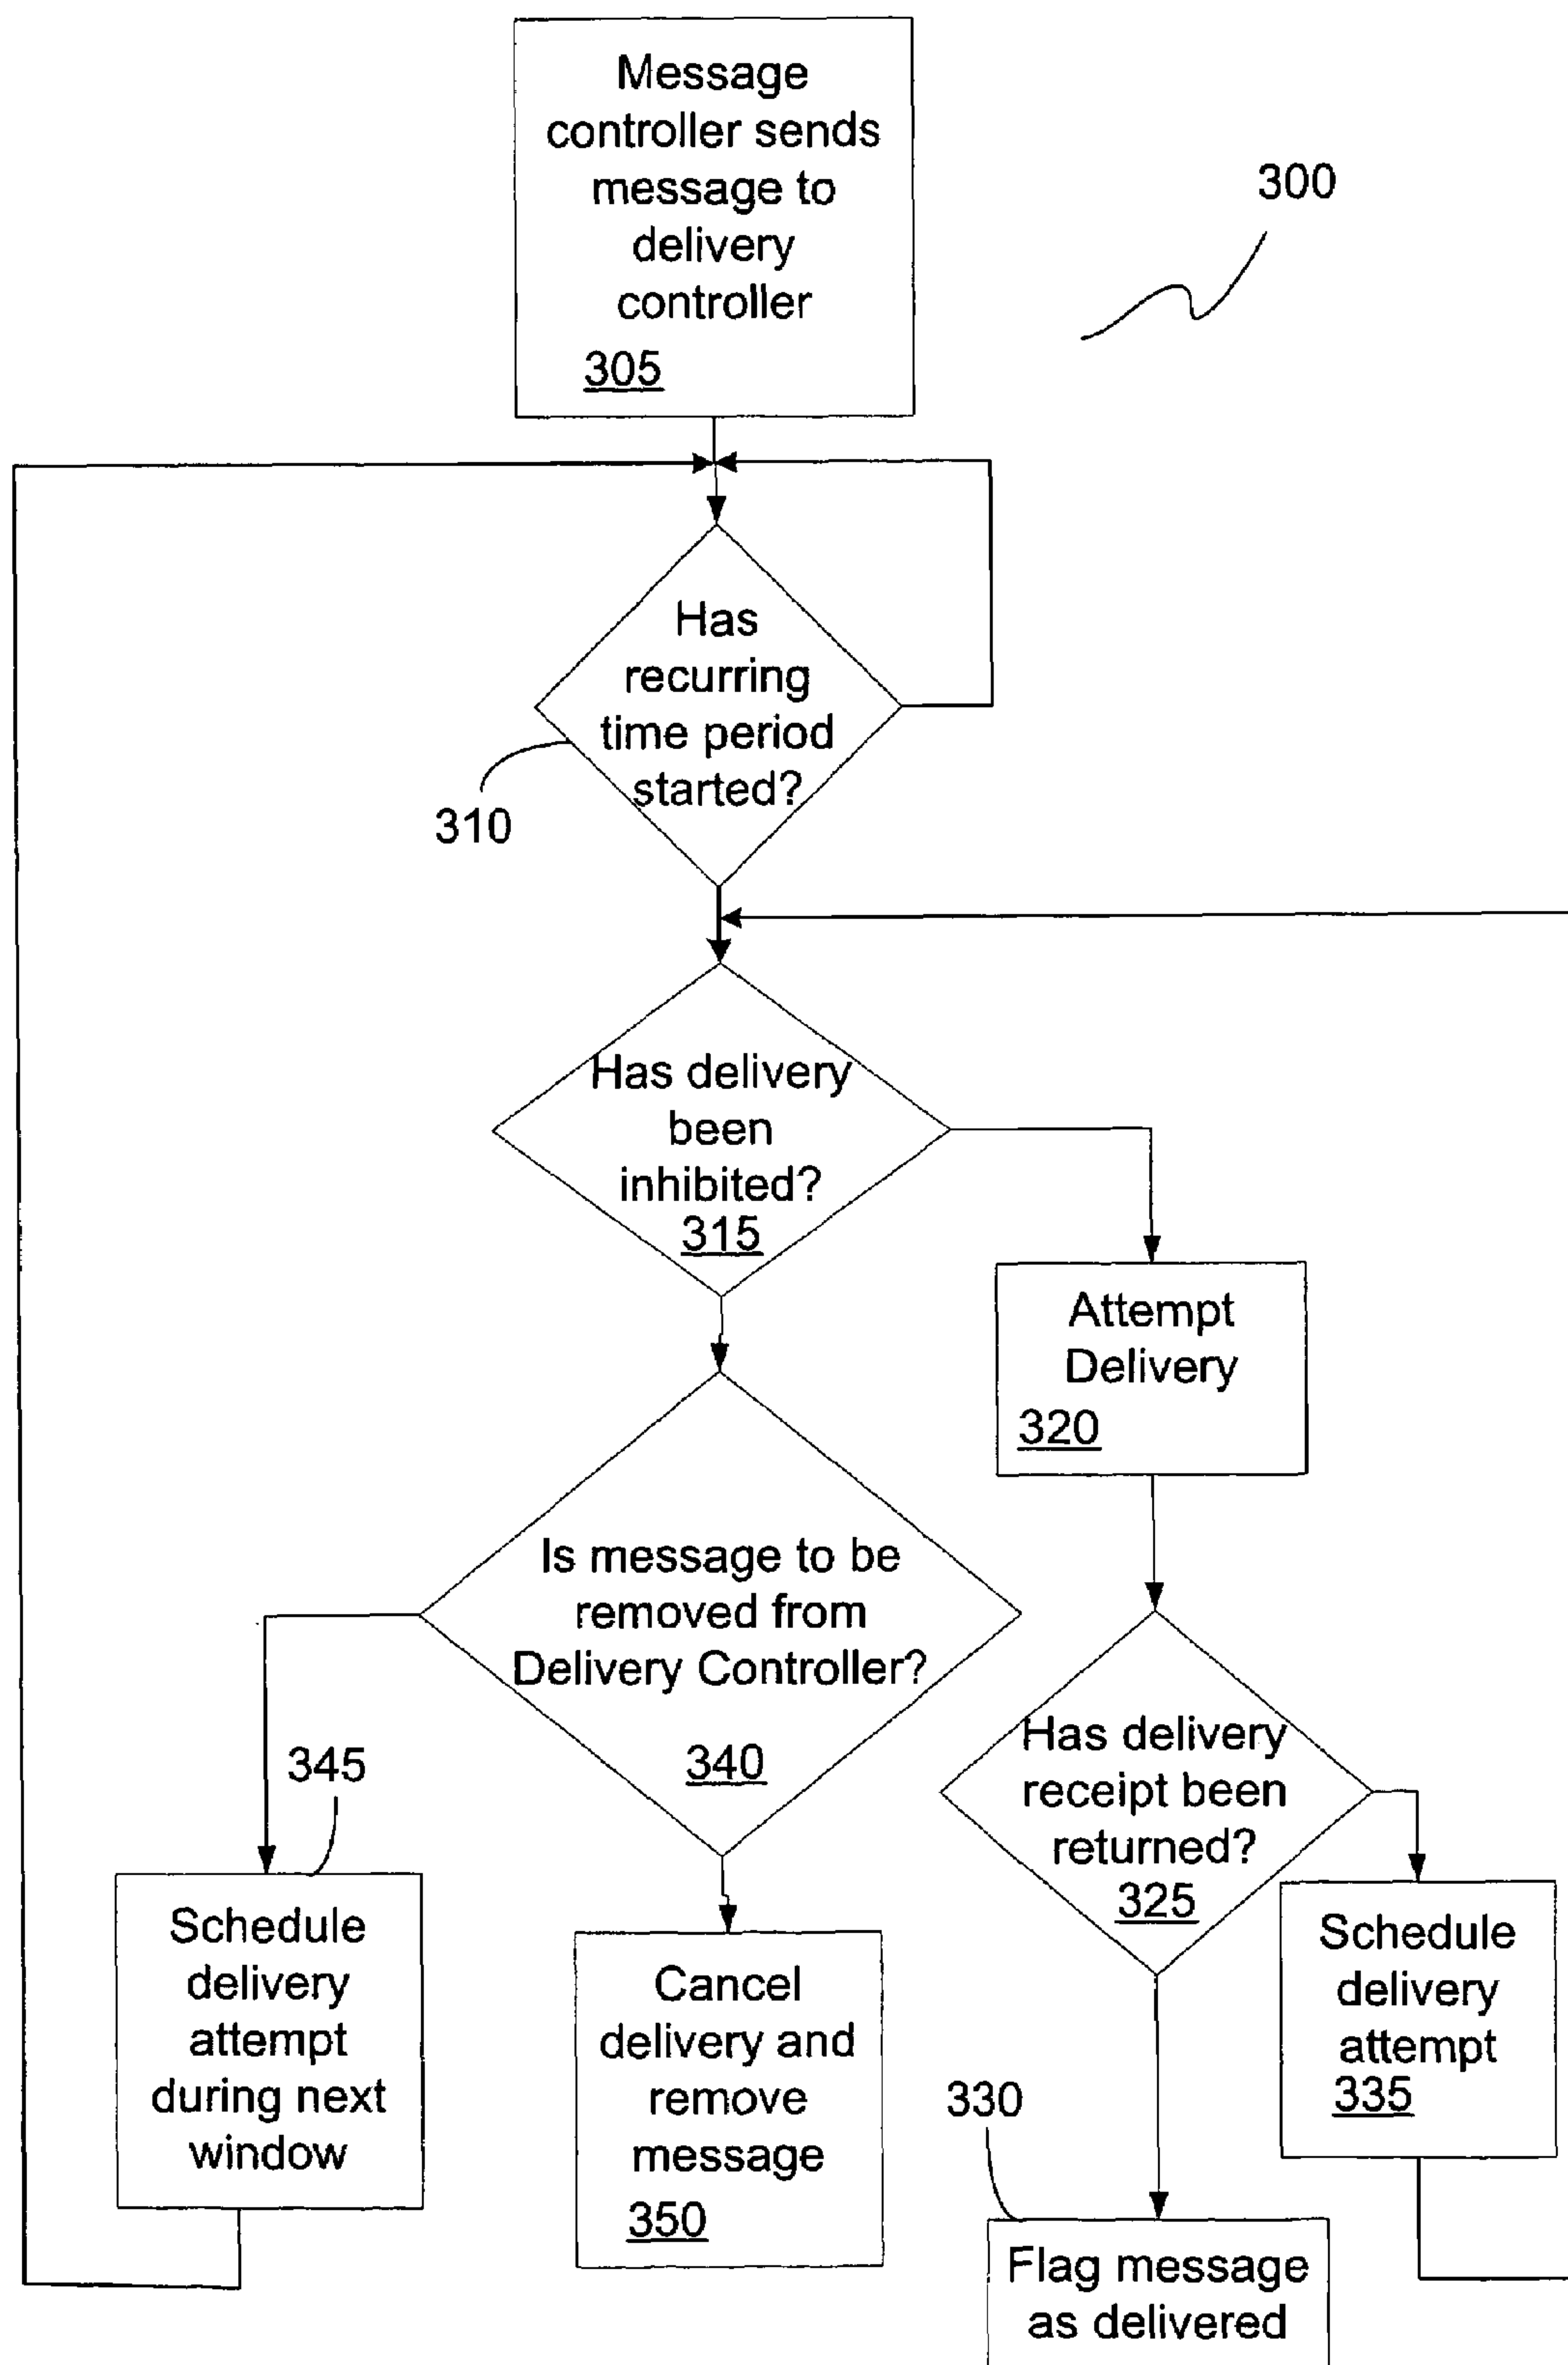 Message
controller sends
message to
delivery
controller
305
300
Has
recurring
time period
started?
310
Has delivery
been
inhibited?
315
Attempt
Delivery
320
Is message to be
removed from
Delivery Controller?
340
Has delivery
receipt been
returned?
325
345
Schedule
delivery
attempt
during next
window
Cancel
delivery and
remove
message
350
Schedule
delivery
attempt
335
330
Flag message
as delivered